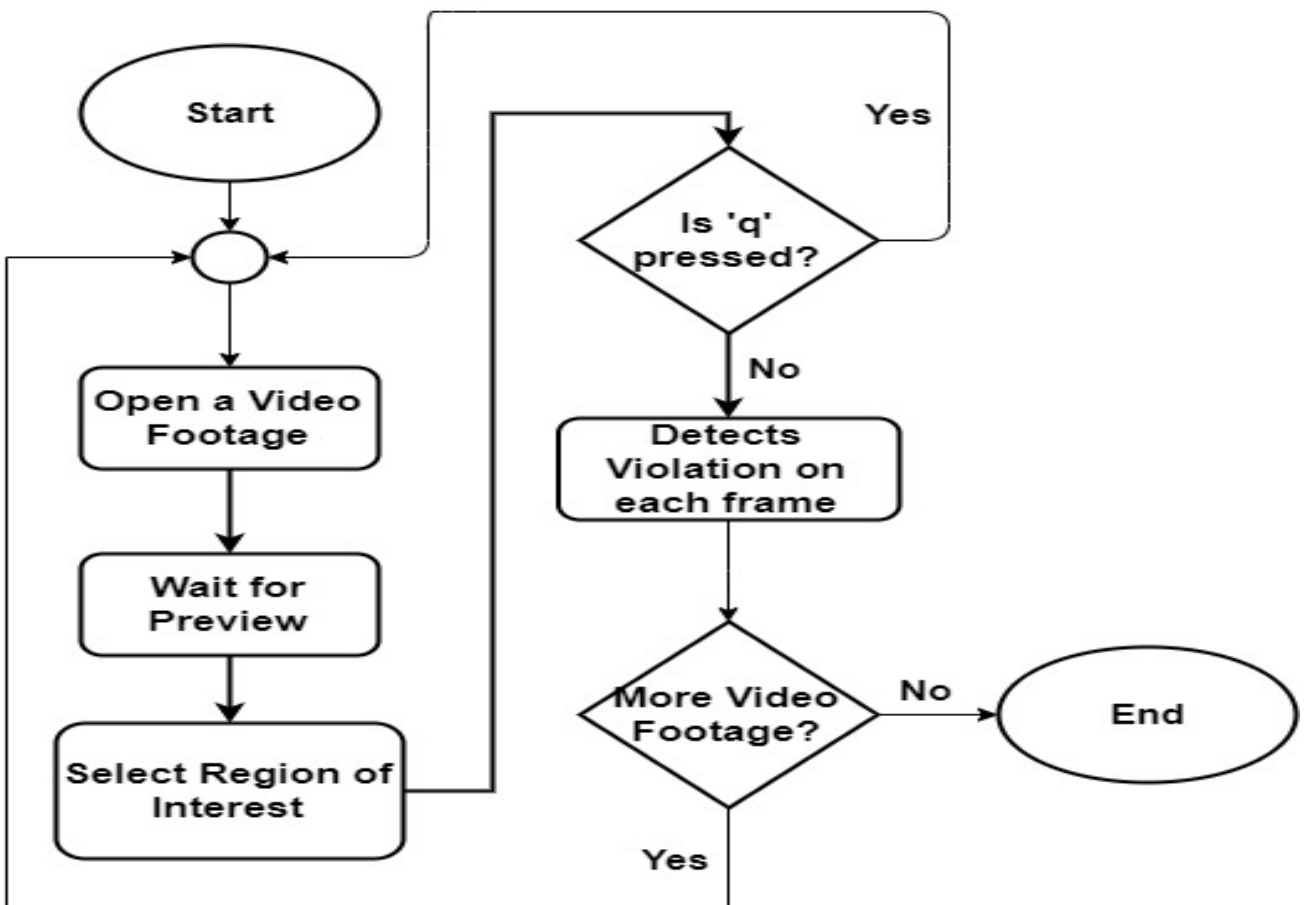 Start
Open a Video
Footage
Wait for
Preview
Select Region of
Interest
Is 'q'
pressed?
Yes
No
Detects
Violation on
each frame
More Video
Footage?
No
End
Yes